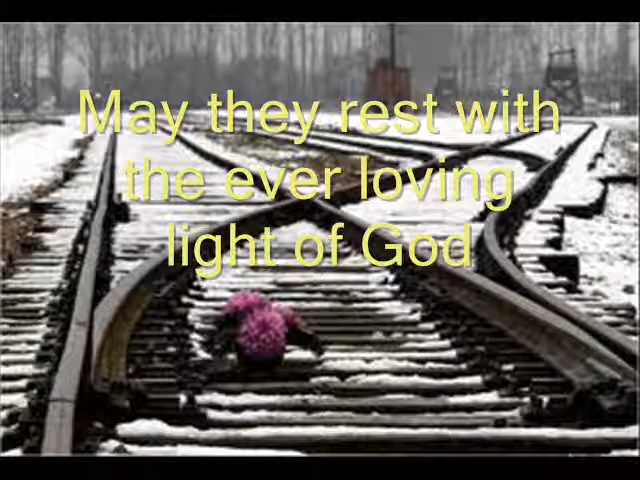 May they rest with
the ever loving
light of God